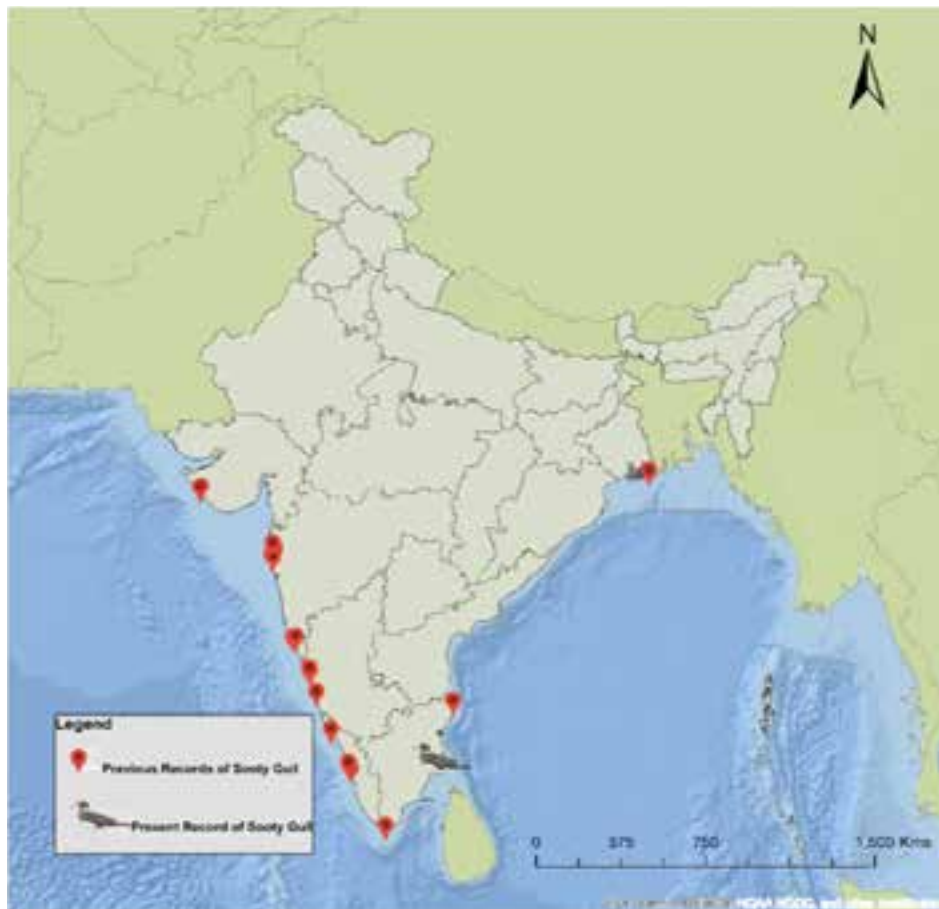 N
Legend
Previous Records of Sooty Gull
Present Record of Sooty Gull
0 375 750 1,500 Kms